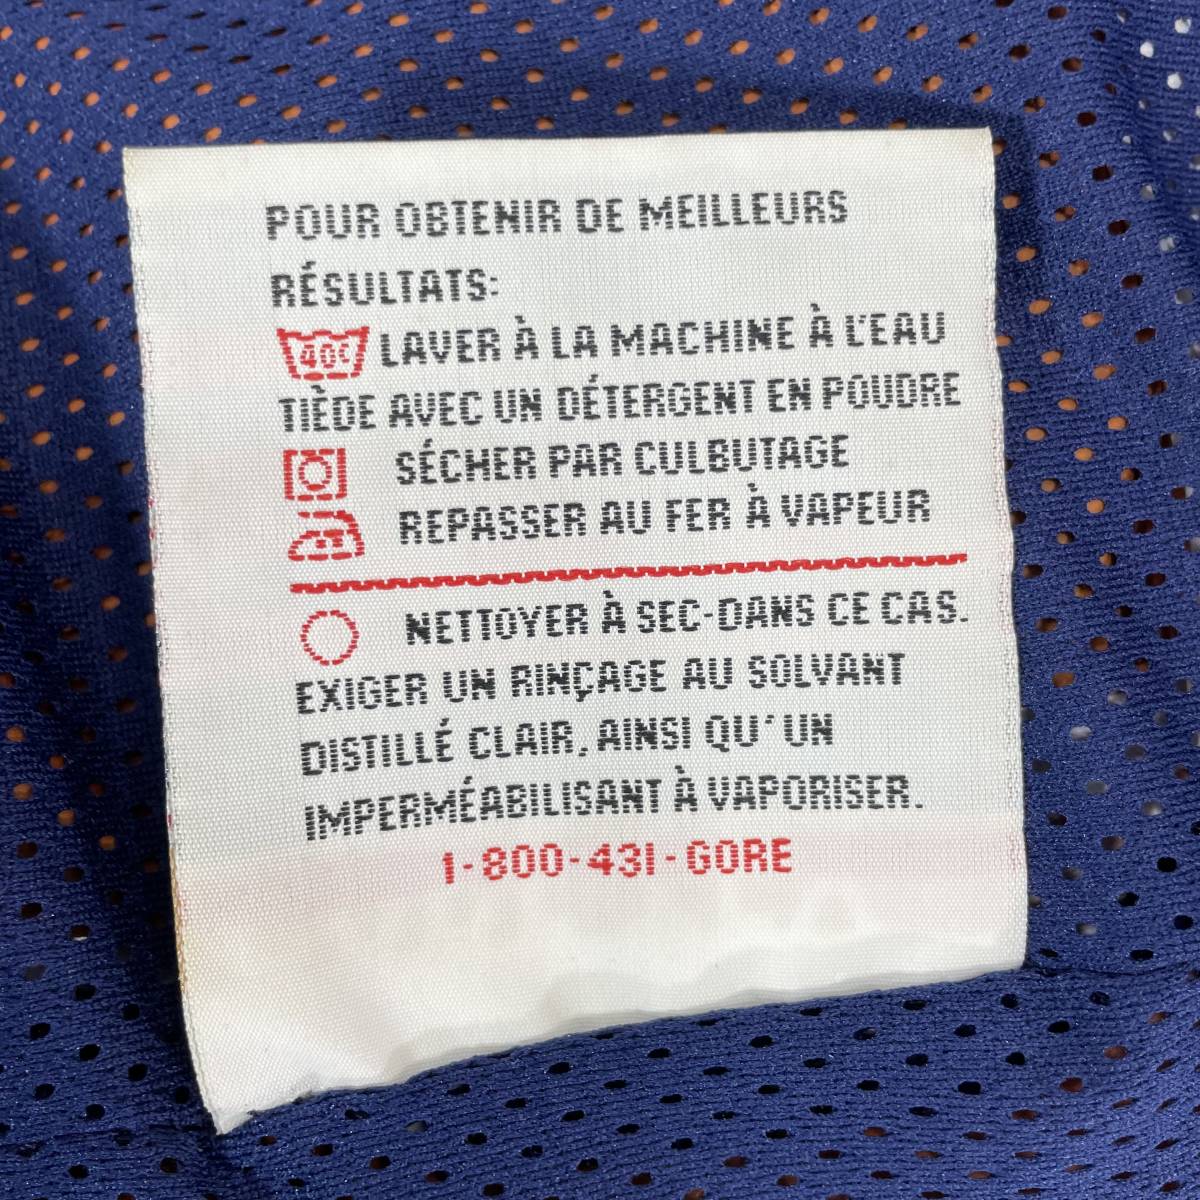 POUR OBTENIR DE MEILLEURS
RÉSULTATS:
40C LAVER À LA MACHINE À L'EAU
TIÈDE AVEC UN DÉTERGENT EN POUDRE
SÉCHER PAR CULBUTAGE
REPASSER AU FER À VAPEUR
NETTOYER À SEC-DANS CE CAS.
EXIGER UN RINÇAGE AU SOLVANT
DISTILLÉ CLAIR, AINSI QU'UN
IMPERMÉABILISANT À VAPORISER.
1-800-431-GORE